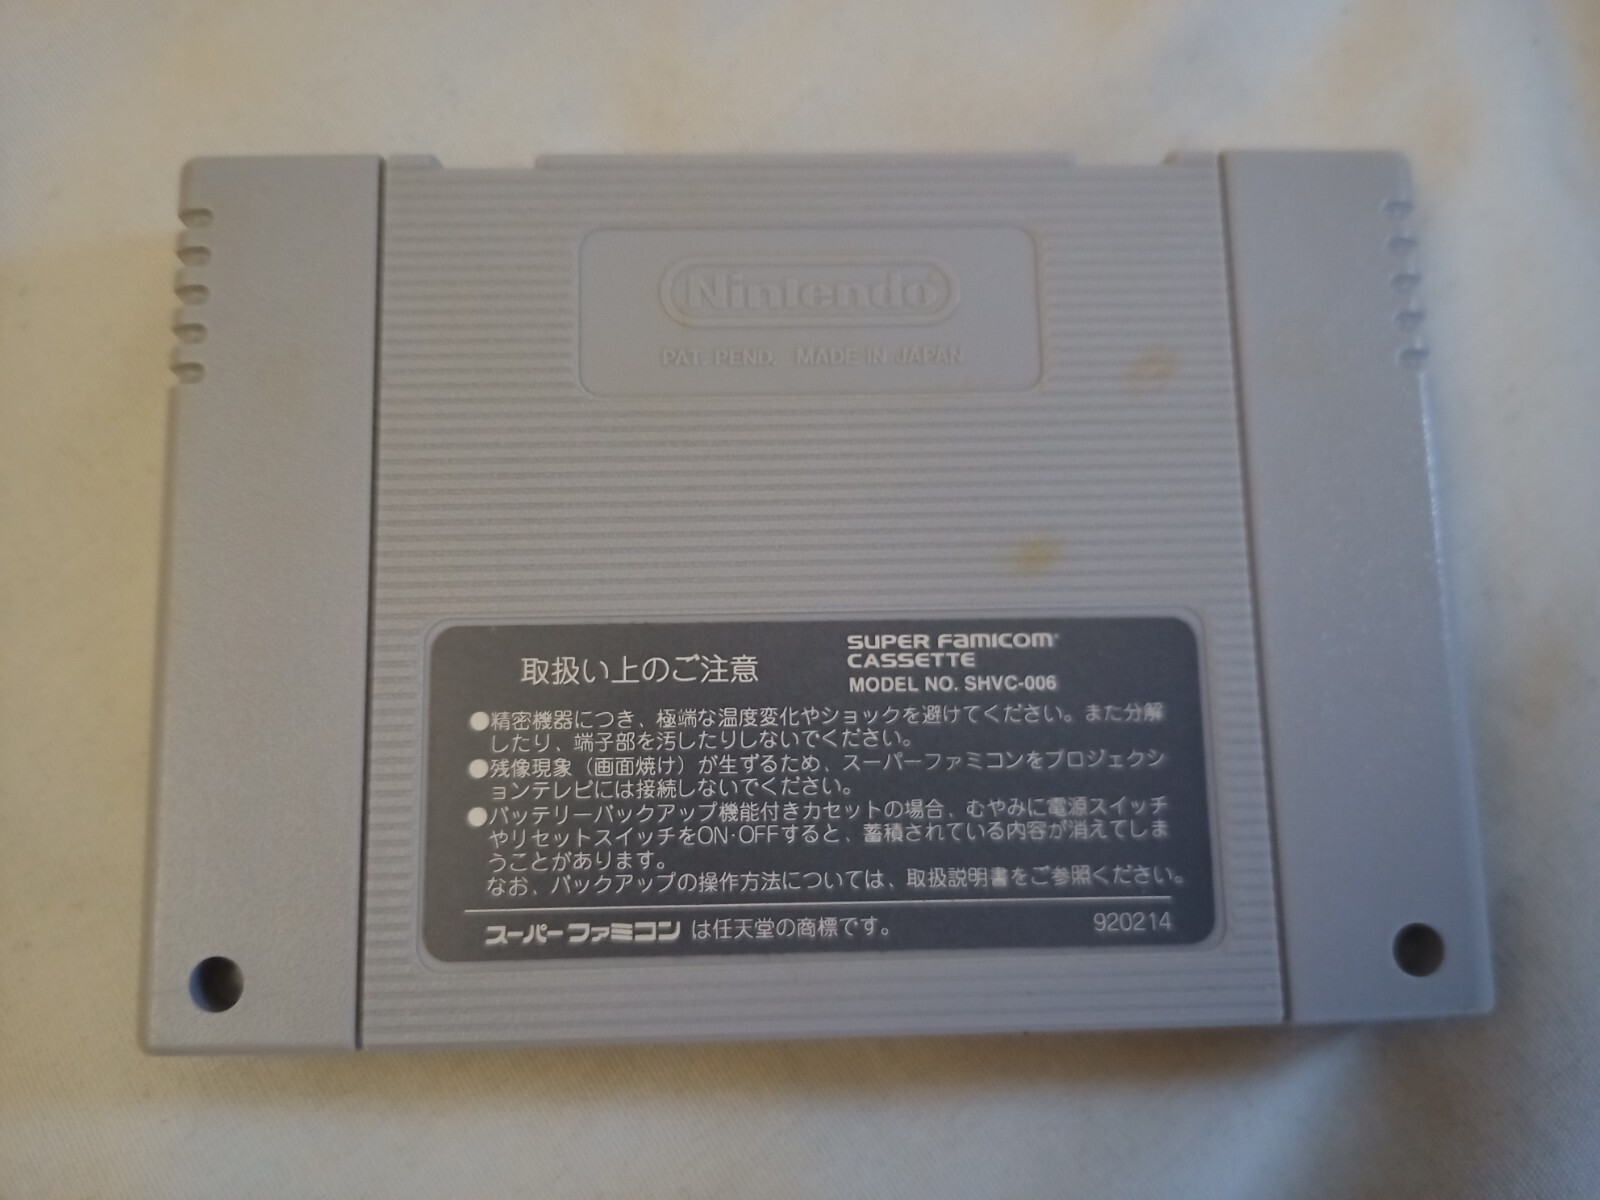 Nintendo
PAT. PEND. MADE IN JAPAN
取扱い上のご注意
SUPER FAMICOM
CASSETTE
MODEL NO. SHVC-006
●精密機器につき、極端な温度変化やショックを避けてください。また分解
したり、端子部を汚したりしないでください。
●残像現象（画面焼け）が生ずるため、スーパーファミコンをプロジェクシ
ョンテレビには接続しないでください。
●バッテリーバックアップ機能付きカセットの場合、むやみに電源スイッチ
やリセットスイッチをON・OFFすると、蓄積されている内容が消えてしま
うことがあります。
なお、バックアップの操作方法については、取扱説明書をご参照ください。
スーパーファミコン は任天堂の商標です。 920214